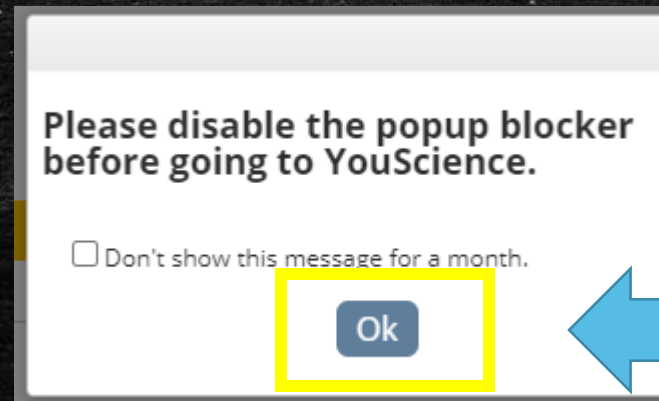 Please disable the popup blocker
before going to YouScience.
Don't show this message for a month.
Ok